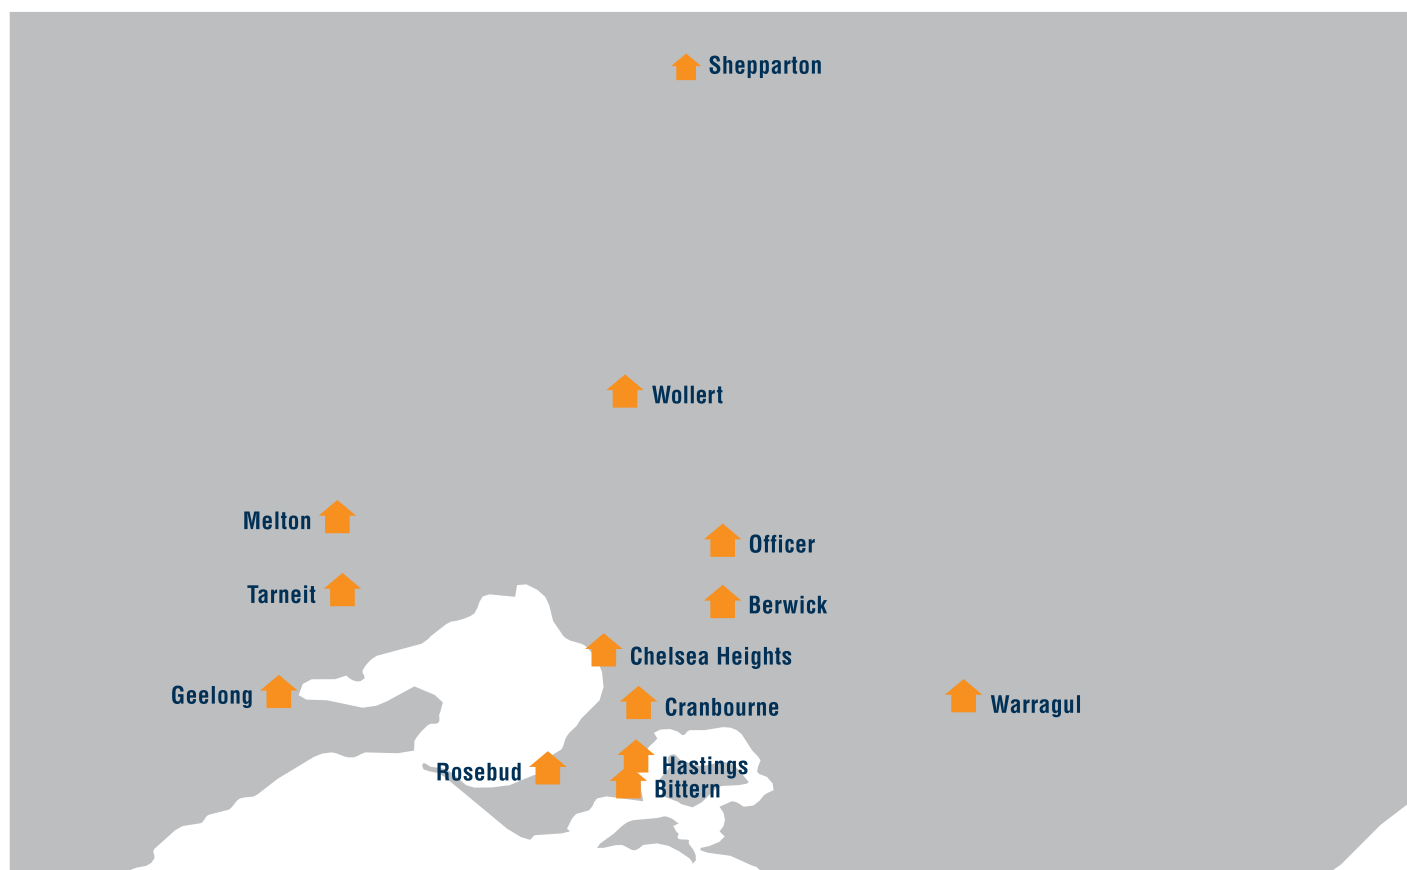 Shepparton
Wollert
Melton
Officer
Tarneit
Berwick
Chelsea Heights
Geelong
Cranbourne
Warragul
Rosebud
Hastings
Bittern